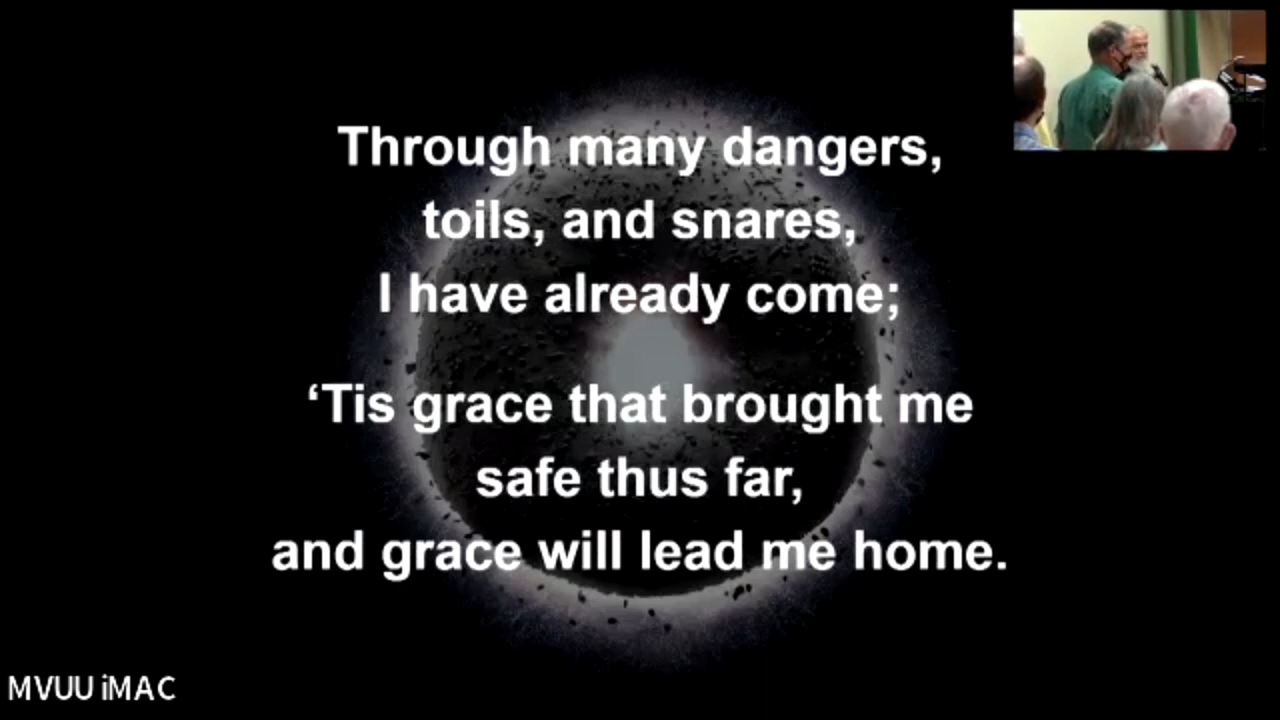 Through many dangers,
toils, and snares,
I have already come;
‘Tis grace that brought me
safe thus far,
and grace will lead me home.
MVUU iMAC